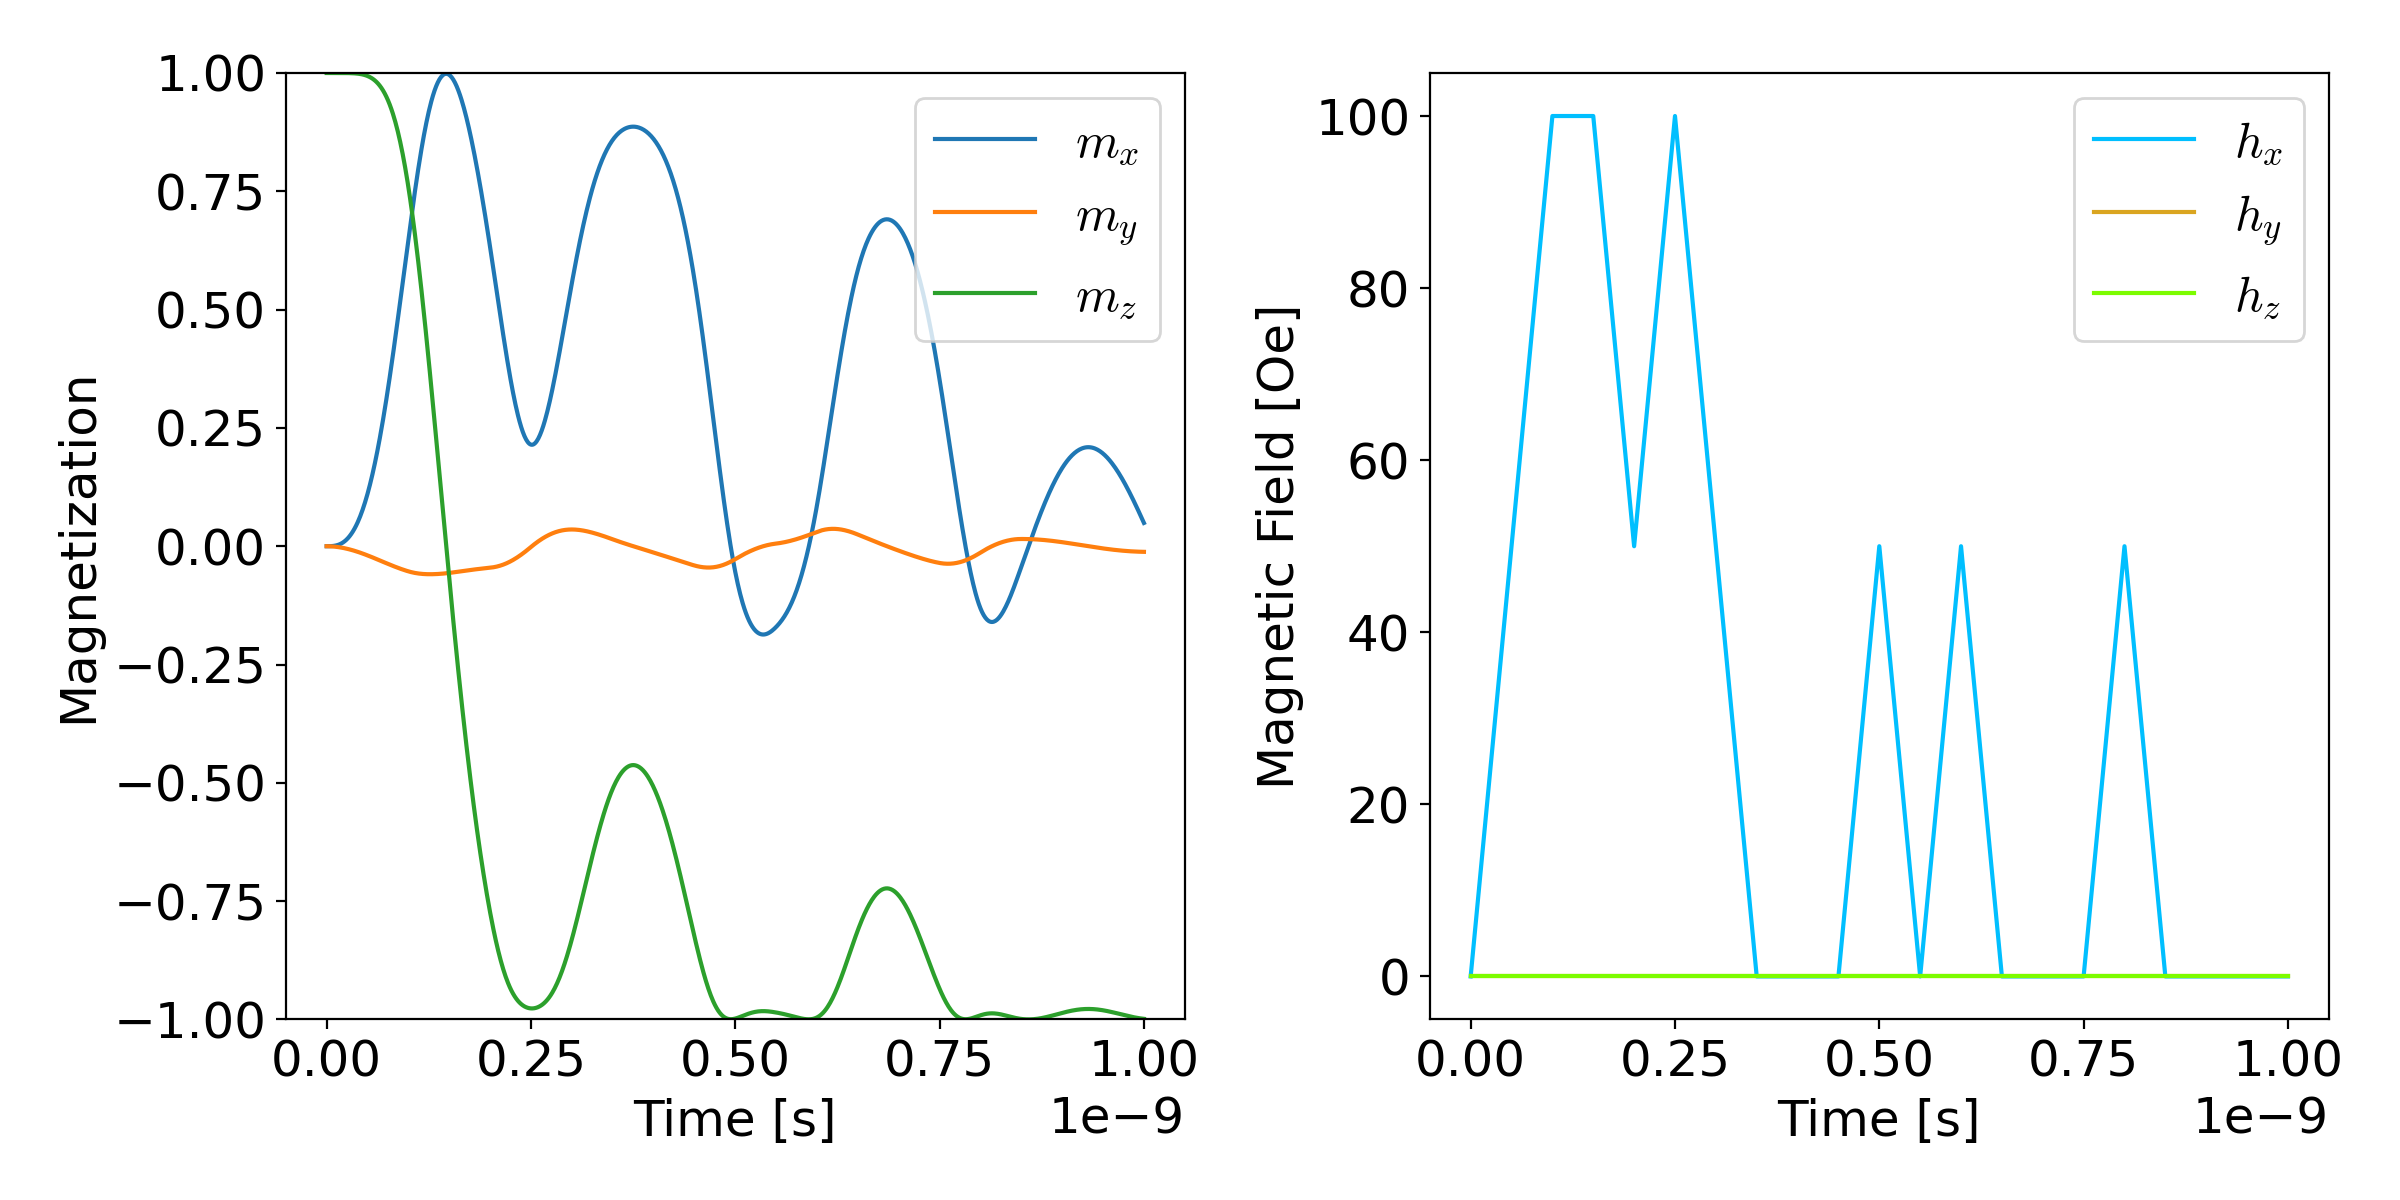 Magnetization
1.00
0.75
0.50
0.25
0.00
−0.25
−0.50
−0.75
−1.00
0.00 0.25 0.50 0.75 1.00
Time [s]
1e−9
m_x
m_y
m_z
Magnetic Field [Oe]
100
80
60
40
20
0
0.00 0.25 0.50 0.75 1.00
Time [s]
1e−9
h_x
h_y
h_z